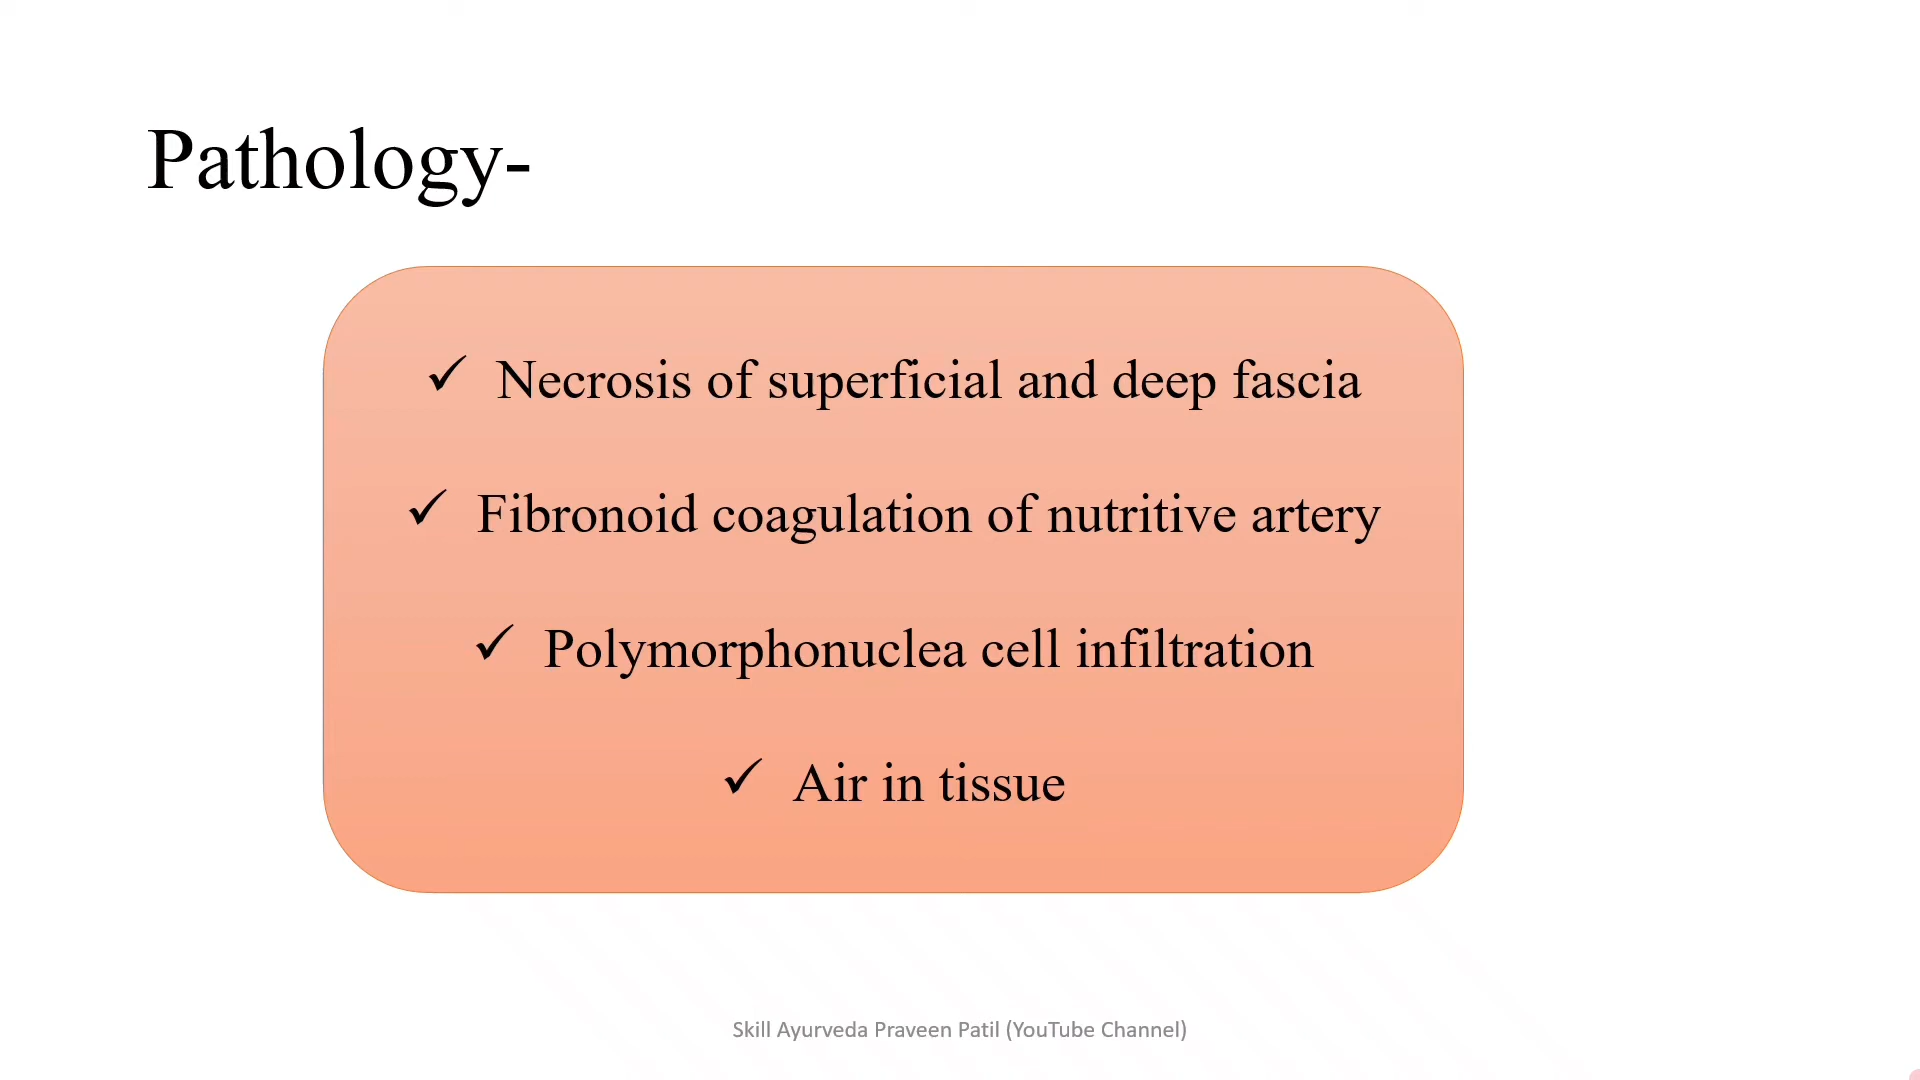 Pathology-
✓ Necrosis of superficial and deep fascia
✓ Fibronoid coagulation of nutritive artery
✓ Polymorphonuclea cell infiltration
✓ Air in tissue
Skill Ayurveda Praveen Patil (YouTube Channel)